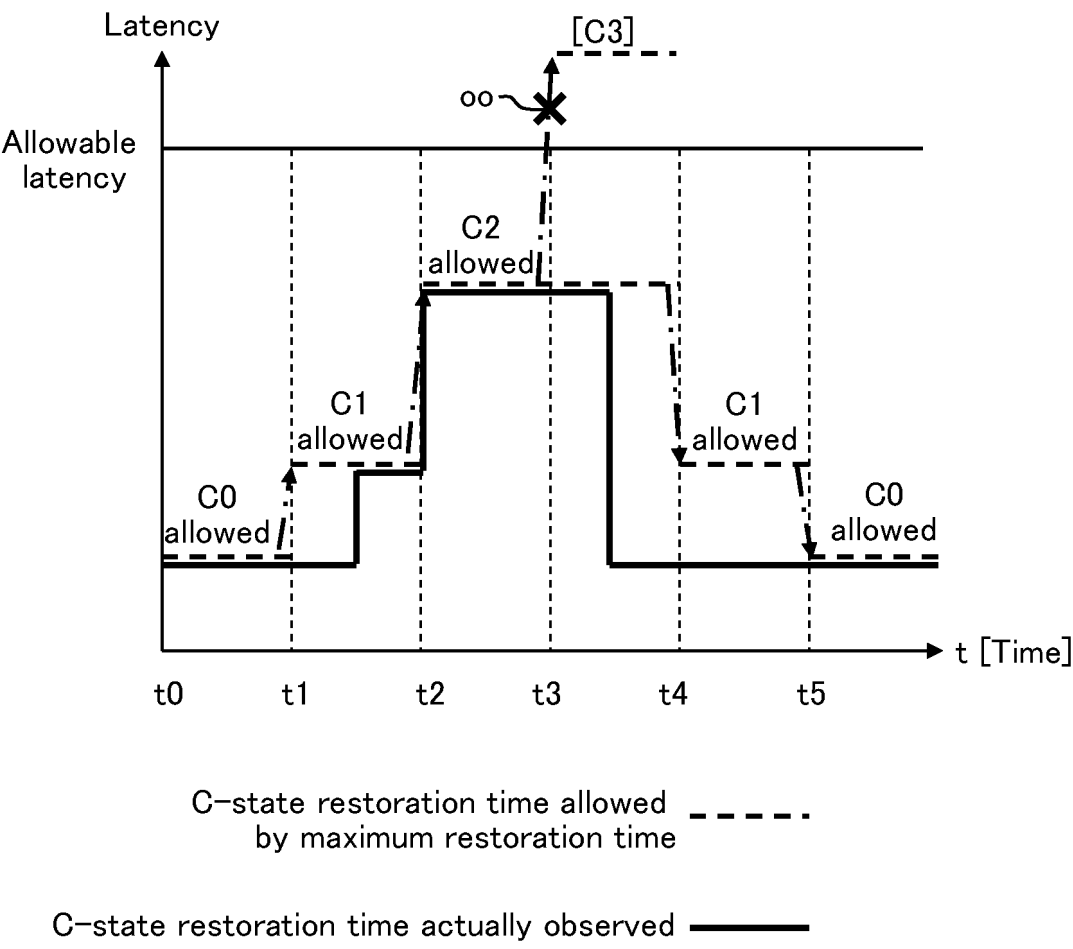 Latency
[C3]
oo
Allowable
latency
C2
allowed
C1
allowed
C1
allowed
C0
allowed
C0
allowed
t [Time]
t0 t1 t2 t3 t4 t5
C-state restoration time allowed
by maximum restoration time
C-state restoration time actually observed